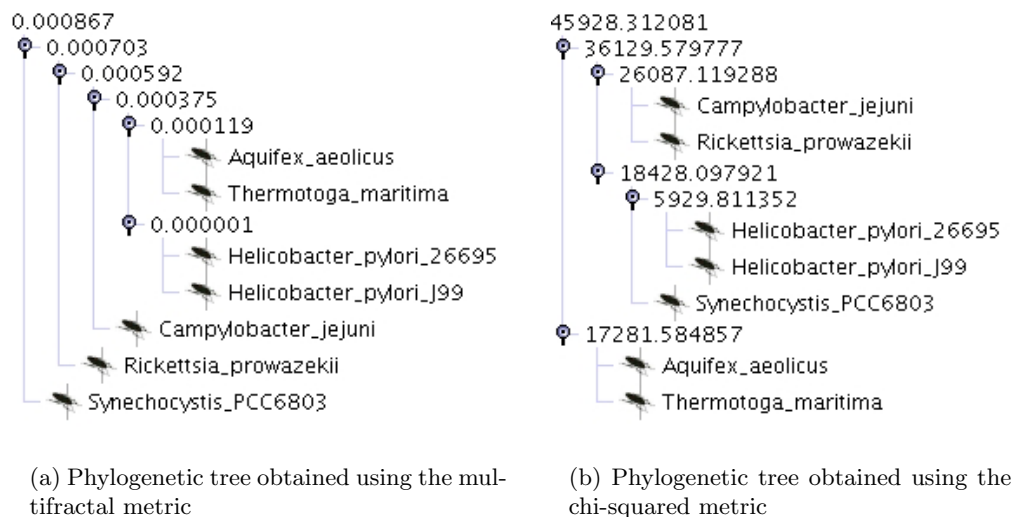 0.000867
0.000703
0.000592
0.000375
0.000119
Aquifex_aeolicus
Thermotoga_maritima
0.000001
Helicobacter_pylori_26695
Helicobacter_pylori_J99
Campylobacter_jejuni
Rickettsia_prowazekii
Synechocystis_PCC6803
(a) Phylogenetic tree obtained using the mul-
tifractal metric
45928.312081
36129.579777
26087.119288
Campylobacter_jejuni
Rickettsia_prowazekii
18428.097921
5929.811352
Helicobacter_pylori_26695
Helicobacter_pylori_J99
Synechocystis_PCC6803
17281.584857
Aquifex_aeolicus
Thermotoga_maritima
(b) Phylogenetic tree obtained using the
chi-squared metric